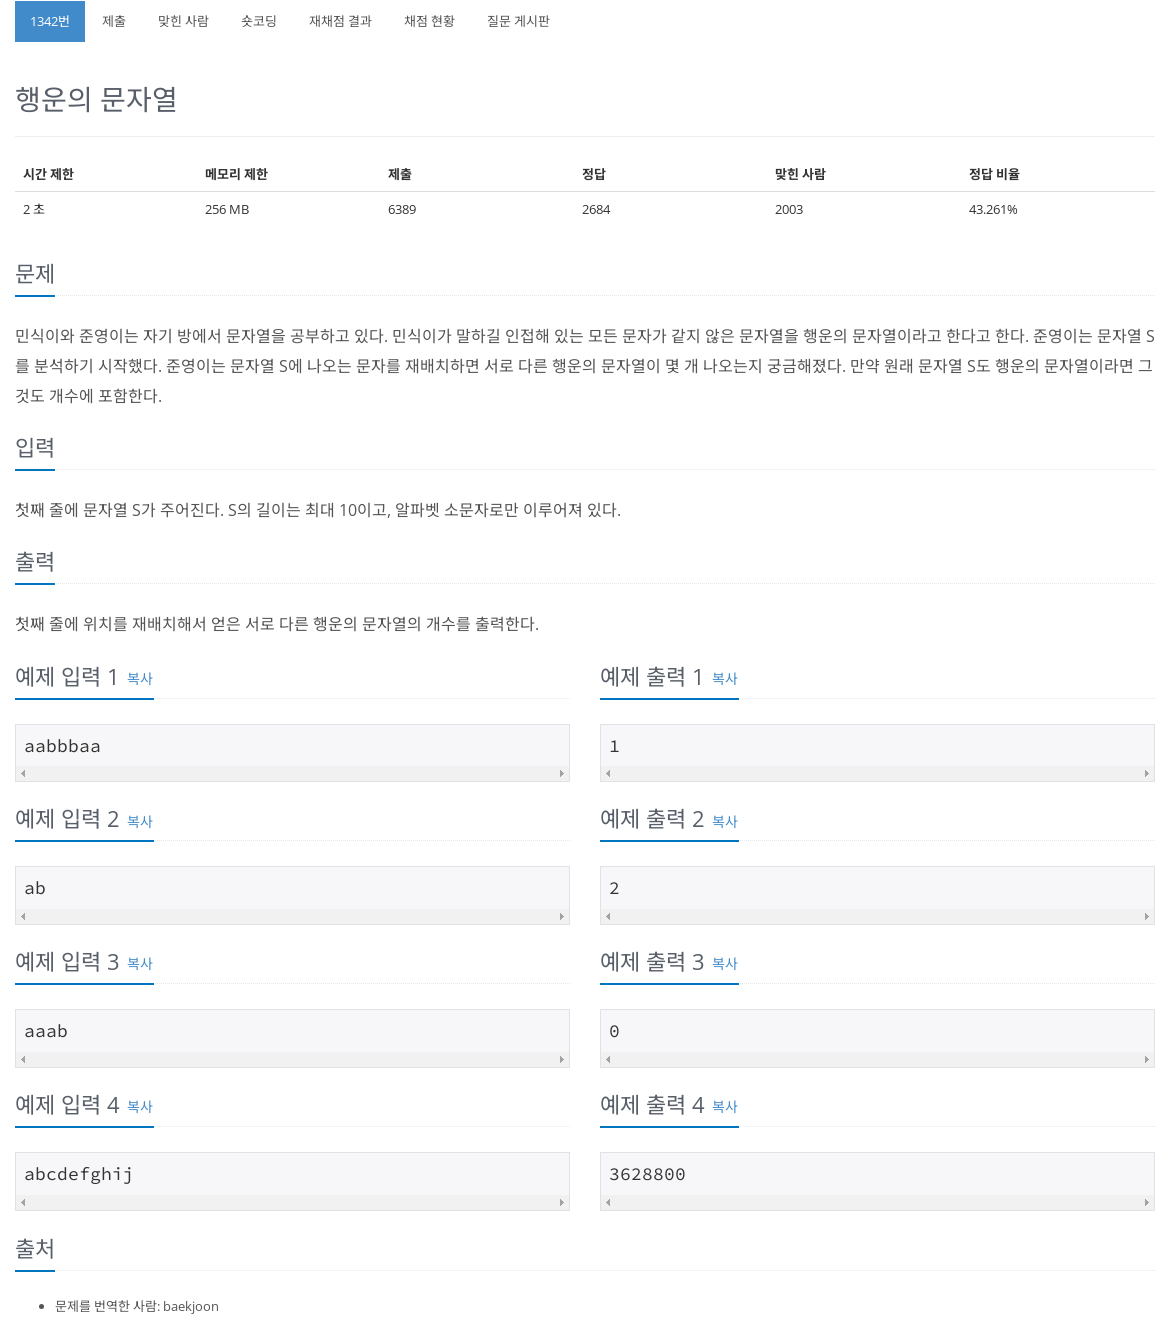 1342번 제출 맞힌 사람 숏코딩 재채점 결과 채점 현황 질문 게시판
행운의 문자열
시간 제한 메모리 제한 제출 정답 맞힌 사람 정답 비율
2 초 256 MB 6389 2684 2003 43.261%
문제
민식이와 준영이는 자기 방에서 문자열을 공부하고 있다. 민식이가 말하길 인접해 있는 모든 문자가 같지 않은 문자열을 행운의 문자열이라고 한다고 한다. 준영이는 문자열 S
를 분석하기 시작했다. 준영이는 문자열 S에 나오는 문자를 재배치하면 서로 다른 행운의 문자열이 몇 개 나오는지 궁금해졌다. 만약 원래 문자열 S도 행운의 문자열이라면 그
것도 개수에 포함한다.
입력
첫째 줄에 문자열 S가 주어진다. S의 길이는 최대 10이고, 알파벳 소문자로만 이루어져 있다.
출력
첫째 줄에 위치를 재배치해서 얻은 서로 다른 행운의 문자열의 개수를 출력한다.
예제 입력 1 복사 예제 출력 1 복사
aabbbaa 1
예제 입력 2 복사 예제 출력 2 복사
ab 2
예제 입력 3 복사 예제 출력 3 복사
aaab 0
예제 입력 4 복사 예제 출력 4 복사
abcdefghij 3628800
출처
문제를 번역한 사람: baekjoon